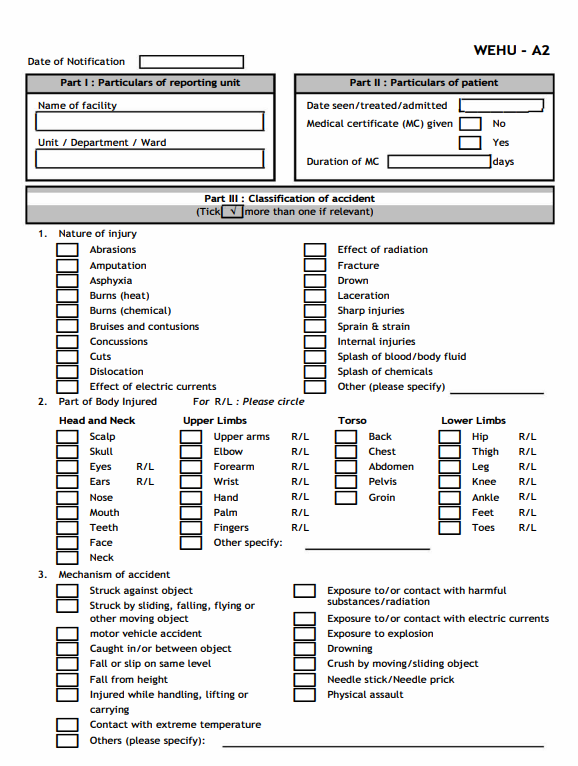 WEHU - A2
Date of Notification
Part I : Particulars of reporting unit
Name of facility
Unit / Department / Ward
Part II : Particulars of patient
Date seen/treated/admitted
Medical certificate (MC) given No
Yes
Duration of MC days
Part III : Classification of accident
(Tick √ more than one if relevant)
1. Nature of injury
Abrasions
Amputation
Asphyxia
Burns (heat)
Burns (chemical)
Bruises and contusions
Concussions
Cuts
Dislocation
Effect of electric currents
Effect of radiation
Fracture
Drown
Laceration
Sharp injuries
Sprain & strain
Internal injuries
Splash of blood/body fluid
Splash of chemicals
Other (please specify)
2. Part of Body Injured For R/L : Please circle
Head and Neck
Scalp
Skull
Eyes R/L
Ears R/L
Nose
Mouth
Teeth
Face
Neck
Upper Limbs
Upper arms R/L
Elbow R/L
Forearm R/L
Wrist R/L
Hand R/L
Palm R/L
Fingers R/L
Other specify:
Torso
Back
Chest
Abdomen
Pelvis
Groin
Lower Limbs
Hip R/L
Thigh R/L
Leg R/L
Knee R/L
Ankle R/L
Feet R/L
Toes R/L
3. Mechanism of accident
Struck against object
Struck by sliding, falling, flying or
other moving object
motor vehicle accident
Caught in/or between object
Fall or slip on same level
Fall from height
Injured while handling, lifting or
carrying
Contact with extreme temperature
Others (please specify):
Exposure to/or contact with harmful
substances/radiation
Exposure to/or contact with electric currents
Exposure to explosion
Drowning
Crush by moving/sliding object
Needle stick/Needle prick
Physical assault